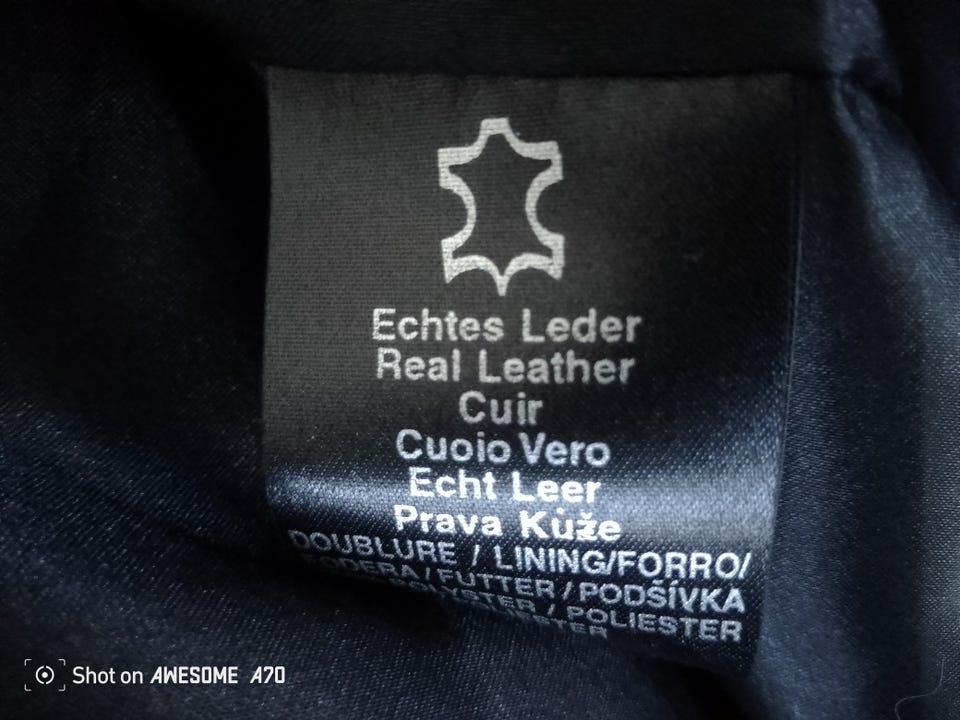 Echtes Leder
Real Leather
Cuir
Cuoio Vero
Echt Leer
Prava Kůže
DOUBLURE / LINING/FORRO/
FUTTER / PODŠÍVKA
/ POLIESTER
Shot on AWESOME A70